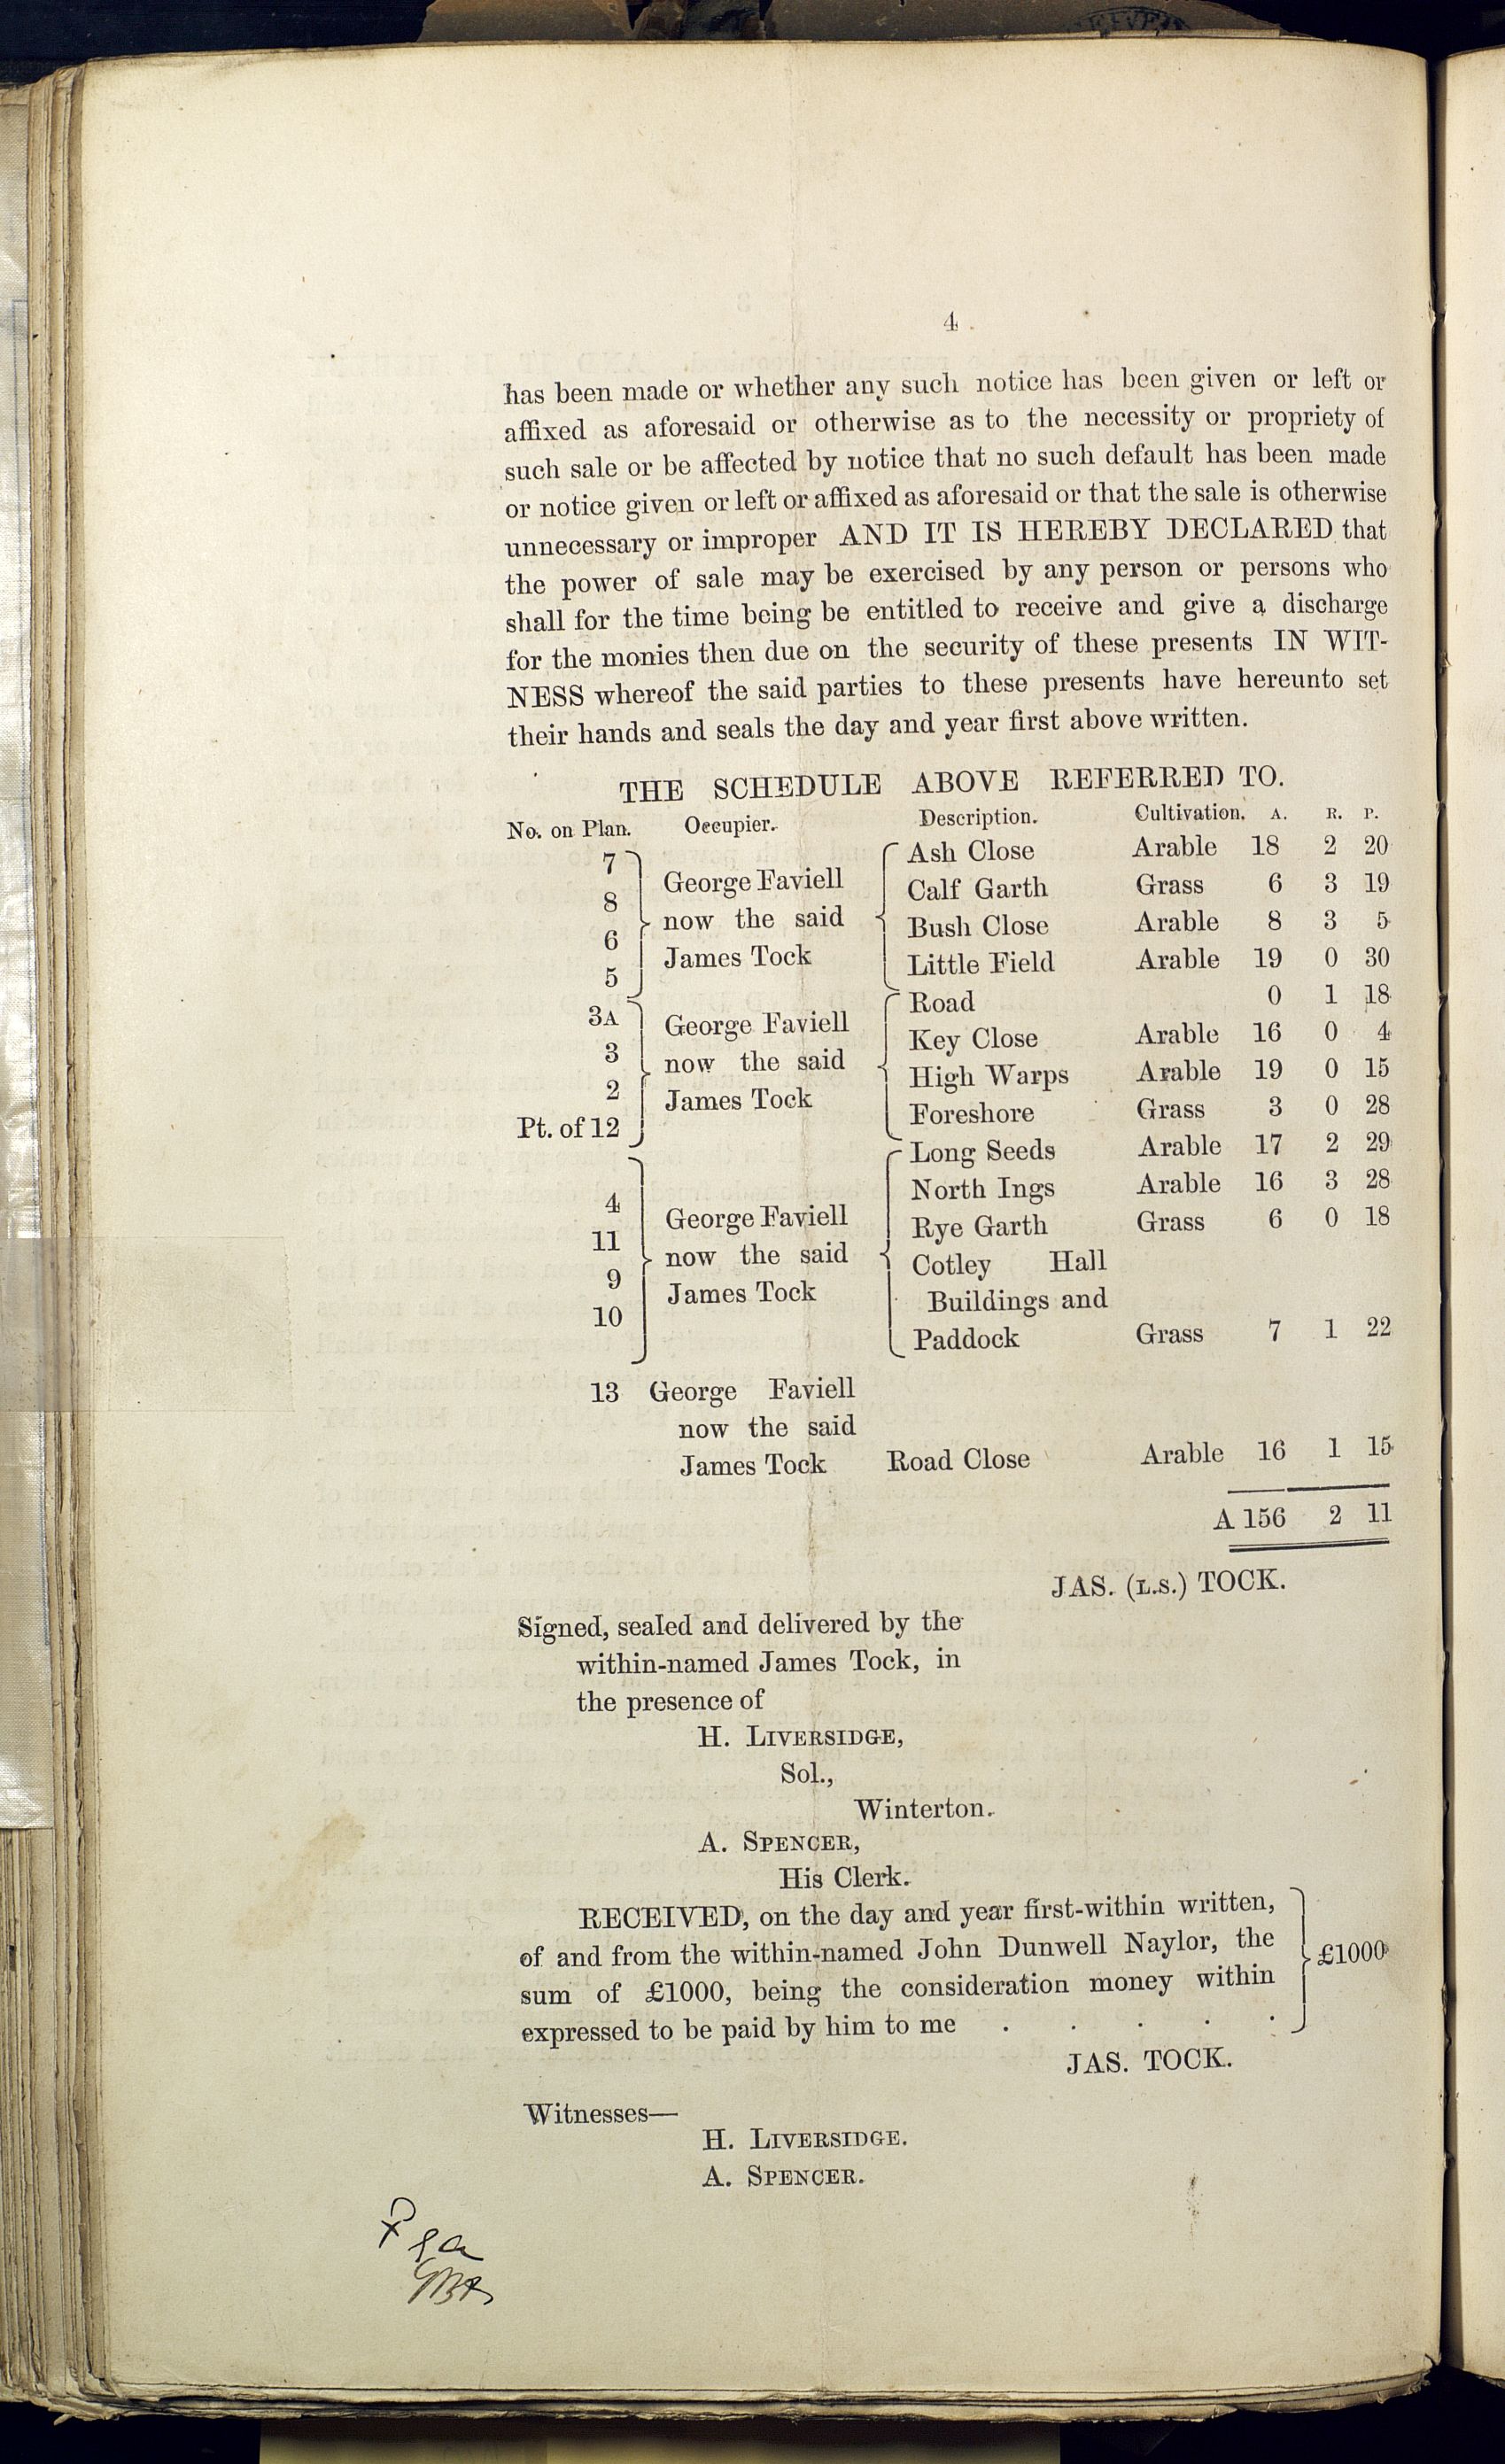 4
has been made or whether any such notice has been given or left or
affixed as aforesaid or otherwise as to the necessity or propriety of
such sale or be affected by notice that no such default has been made
or notice given or left or affixed as aforesaid or that the sale is otherwise
unnecessary or improper AND IT IS HEREBY DECLARED that
the power of sale may be exercised by any person or persons who
shall for the time being be entitled to receive and give a discharge
for the monies then due on the security of these presents IN WIT-
NESS whereof the said parties to these presents have hereunto set
their hands and seals the day and year first above written.
THE SCHEDULE ABOVE REFERRED TO.
No. on Plan. Occupier. Description. Cultivation. A. R. P.
7 Ash Close Arable 18 2 20
George Faviell
8 Calf Garth Grass 6 3 19
now the said
6 Bush Close Arable 8 3 5
James Tock
5 Little Field Arable 19 0 30
3A Road 0 1 18
George Faviell
3 Key Close Arable 16 0 4
now the said
2 High Warps Arable 19 0 15
James Tock
Pt. of 12 Foreshore Grass 3 0 28
Long Seeds Arable 17 2 29
4 North Ings Arable 16 3 28
George Faviell
11 Rye Garth Grass 6 0 18
now the said
9 Cotley Hall
James Tock
10 Buildings and
Paddock Grass 7 1 22
13 George Faviell
now the said
James Tock Road Close Arable 16 1 15
A 156 2 11
JAS. (L.S.) TOCK.
Signed, sealed and delivered by the
within-named James Tock, in
the presence of
H. LIVERSIDGE,
Sol.,
Winterton.
A. SPENCER,
His Clerk.
RECEIVED, on the day and year first-within written,
of and from the within-named John Dunwell Naylor, the
sum of £1000, being the consideration money within £1000
expressed to be paid by him to me . . . . .
JAS. TOCK.
Witnesses—
H. LIVERSIDGE.
A. SPENCER.